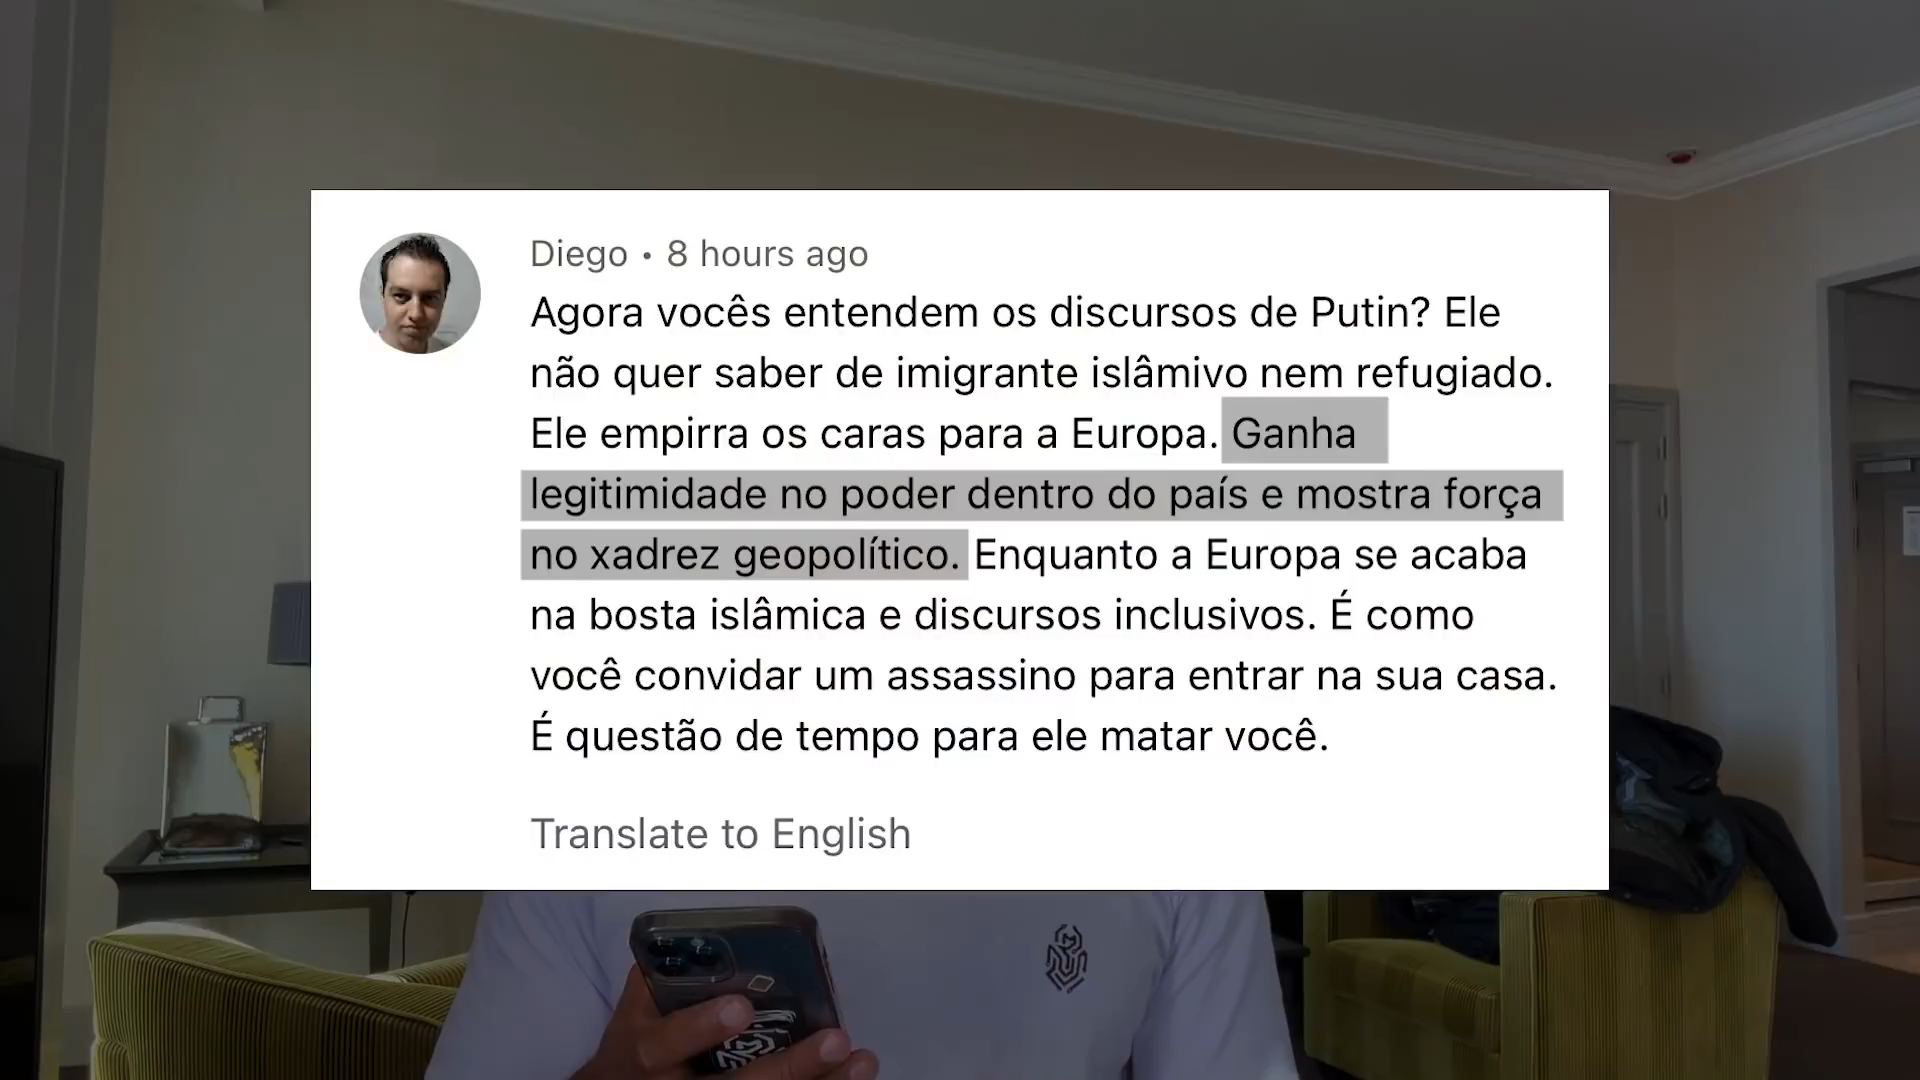 Diego • 8 hours ago
Agora vocês entendem os discursos de Putin? Ele
não quer saber de imigrante islâmivo nem refugiado.
Ele empirra os caras para a Europa. Ganha
legitimidade no poder dentro do país e mostra força
no xadrez geopolítico. Enquanto a Europa se acaba
na bosta islâmica e discursos inclusivos. É como
você convidar um assassino para entrar na sua casa.
É questão de tempo para ele matar você.
Translate to English